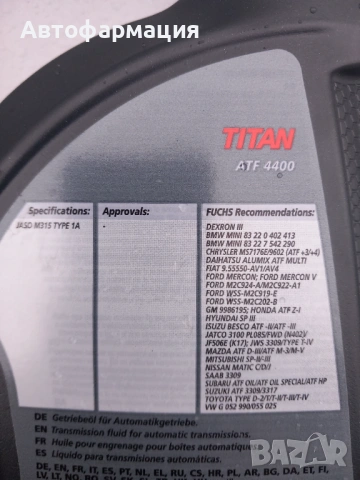 Автофармация
TITAN
ATF 4400
Specifications:
JASO M315 TYPE 1A
Approvals:
-
FUCHS Recommendations:
DEXRON III
BMW MINI 83 22 0 402 413
BMW MINI 83 22 7 542 290
CHRYSLER MS7176E/9602 (ATF +3/+4)
DAIHATSU ALUMIX ATF MULTI
FIAT 9.55550-AV1/AV4
FORD MERCON; FORD MERCON V
FORD M2C924-A/M2C922-A1
FORD WSS-M2C919-E
FORD WSS-M2C202-B
GM 9986195; HONDA ATF Z-I
HYUNDAI SP III
ISUZU BESCO ATF -II/ATF -III
JATCO 3100 PL085/FWD (N402)/
JF506E (K17); JWS 3309/TYPE T-IV
MAZDA ATF D-III/ATF M-3/M-V
MITSUBISHI SP-II/-III
NISSAN MATIC C/D/J
SAAB 3309
SUBARU ATF OIL/ATF OIL SPECIAL/ATF HP
SUZUKI ATF 3309/3317
TOYOTA TYPE D-2/T/T-II/T-III/T-IV
VW G 052 990/055 025
DE Getriebeöl für Automatikgetriebe.
EN Transmission fluid for automatic transmissions.
FR Huile pour engrenage pour boites automatiques.
ES Líquido para transmisiones automáticas.
DE, EN, FR, IT, ES, PT, NL, EL, RU, CS, HR, PL, AR, BG, DA, ET, FI,
bazar